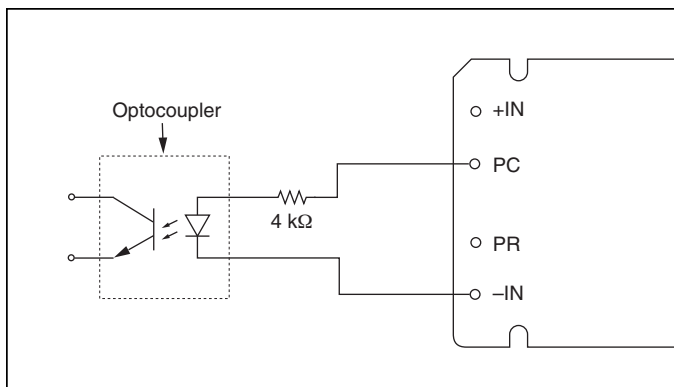 Optocoupler
+IN
PC
4 kΩ
PR
–IN